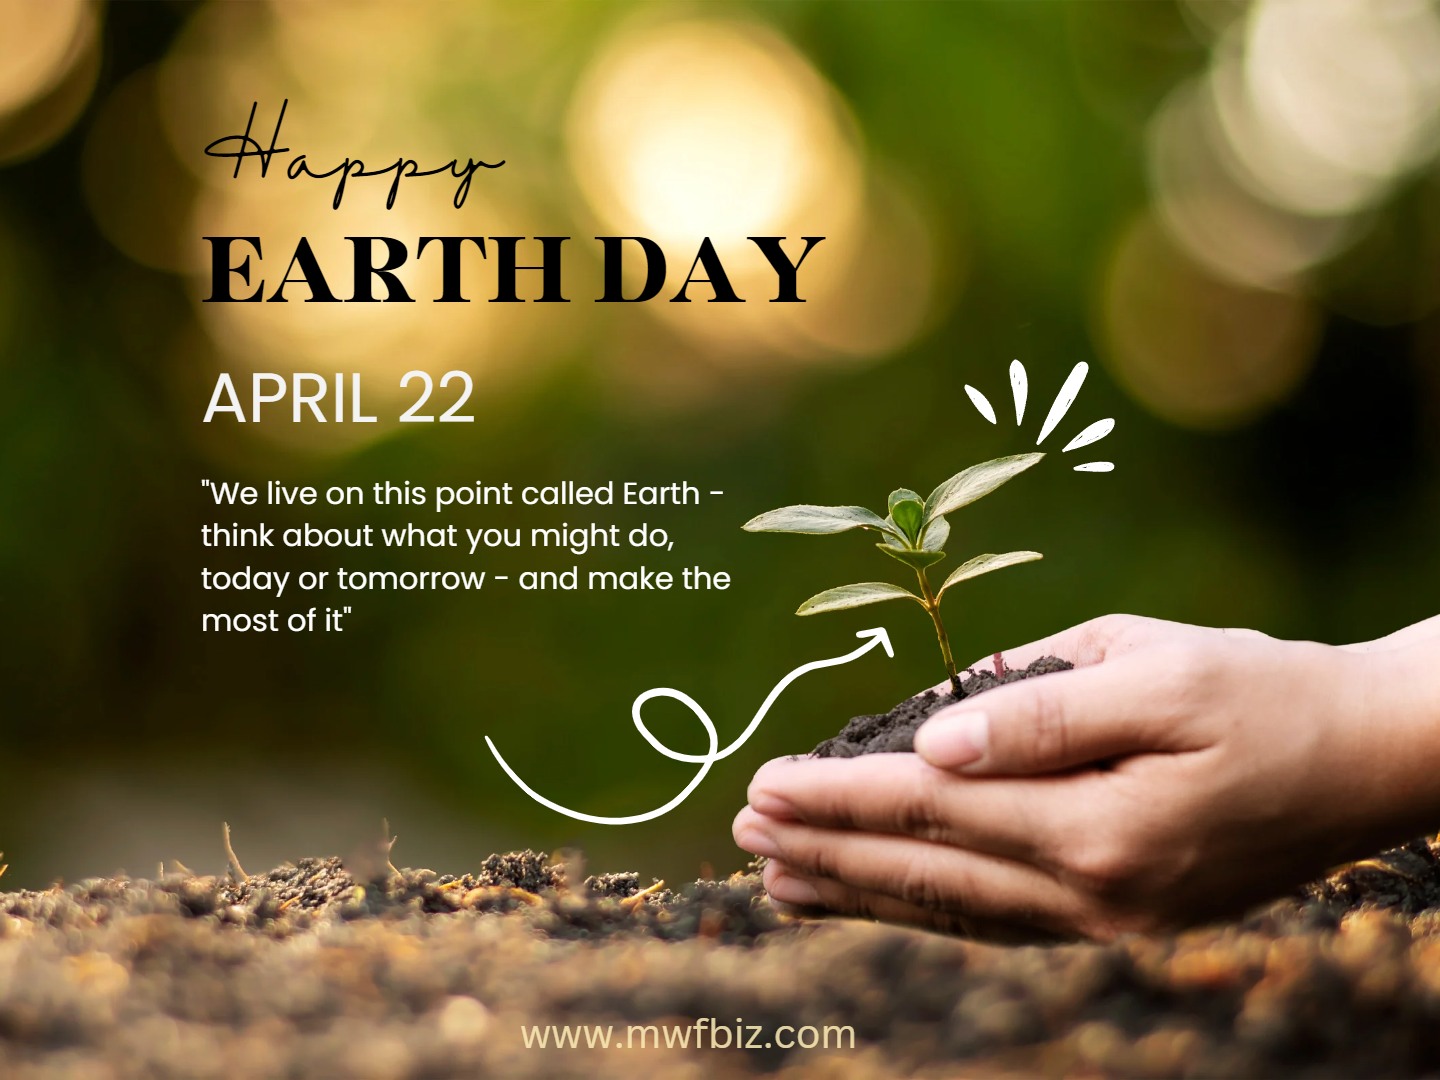 Happy
EARTH DAY
APRIL 22
"We live on this point called Earth -
think about what you might do,
today or tomorrow - and make the
most of it"
www.mwfbiz.com